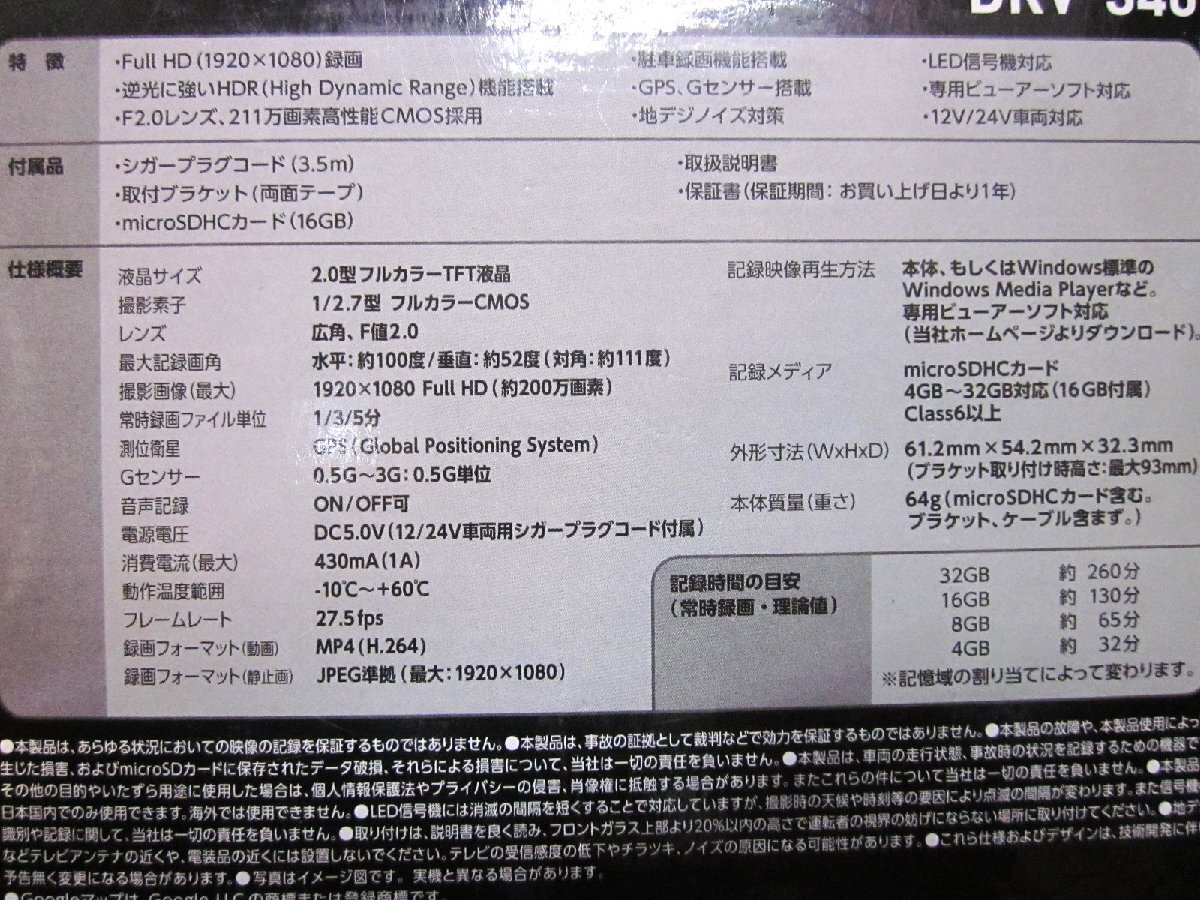 DRV 340
特 徴
・Full HD(1920×1080)録画
・逆光に強いHDR(High Dynamic Range)機能搭載
・F2.0レンズ、211万画素高性能CMOS採用
・駐車録画機能搭載
・GPS、Gセンサー搭載
・地デジノイズ対策
・LED信号機対応
・専用ビューアーソフト対応
・12V/24V車両対応
付属品
・シガープラグコード(3.5m)
・取付ブラケット(両面テープ)
・microSDHCカード(16GB)
・取扱説明書
・保証書(保証期間:お買い上げ日より1年)
仕様概要
液晶サイズ 2.0型フルカラーTFT液晶
撮影素子 1/2.7型 フルカラーCMOS
レンズ 広角、F値2.0
最大記録画角 水平:約100度/垂直:約52度(対角:約111度)
撮影画像(最大) 1920×1080 Full HD(約200万画素)
常時録画ファイル単位 1/3/5分
測位衛星 GPS(Global Positioning System)
Gセンサー 0.5G〜3G:0.5G単位
音声記録 ON/OFF可
電源電圧 DC5.0V(12/24V車両用シガープラグコード付属)
消費電流(最大) 430mA(1A)
動作温度範囲 -10℃〜+60℃
フレームレート 27.5fps
録画フォーマット(動画) MP4(H.264)
録画フォーマット(静止画) JPEG準拠(最大:1920×1080)
記録映像再生方法 本体、もしくはWindows標準の
Windows Media Playerなど。
専用ビューアーソフト対応
(当社ホームページよりダウンロード)。
記録メディア microSDHCカード
4GB〜32GB対応(16GB付属)
Class6以上
外形寸法(WxHxD) 61.2mm×54.2mm×32.3mm
(ブラケット取り付け時高さ:最大93mm)
本体質量(重さ) 64g(microSDHCカード含む。
ブラケット、ケーブル含まず。)
記録時間の目安
(常時録画・理論値)
32GB 約 260分
16GB 約 130分
8GB 約 65分
4GB 約 32分
※記憶域の割り当てによって変わります。
●本製品は、あらゆる状況においての映像の記録を保証するものではありません。●本製品は、事故の証拠として裁判などで効力を保証するものではありません。●本製品の故障や、本製品使用によっ
生じた損害、およびmicroSDカードに保存されたデータ破損、それらによる損害について、当社は一切の責任を負いません。●本製品は、車両の走行状態、事故時の状況を記録するための機器で
その他の目的やいたずら用途に使用した場合は、個人情報保護法やプライバシーの侵害、肖像権に抵触する場合があります。またこれらの件について当社は一切の責任を負いません。●本製品
日本国内でのみ使用できます。海外では使用できません。●LED信号機には消滅の間隔を短くすることで対応していますが、撮影時の天候や時刻等の要因により点滅の間隔が変わります。また信号機
識別や記録に関して、当社は一切の責任を負いません。●取り付けは、説明書を良く読み、フロントガラス上部より20%以内の高さで運転者の視界の妨げにならない場所に取り付けてください。●地デ
などテレビアンテナの近くや、電装品の近くには設置しないでください。テレビの受信感度の低下やチラツキ、ノイズの原因になる可能性があります。●これら仕様およびデザインは、技術開発に伴
予告無く変更になる場合があります。●写真はイメージ図です。実機と異なる場合があります。
●Googleマップは、Google LLCの商標または登録商標です。